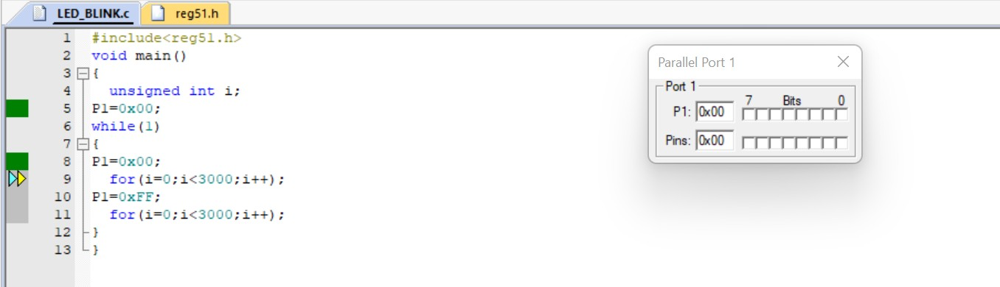 LED_BLINK.c reg51.h
1 #include<reg51.h>
2 void main()
3 {
4 unsigned int i;
5 P1=0x00;
6 while(1)
7 {
8 P1=0x00;
9 for(i=0;i<3000;i++);
10 P1=0xFF;
11 for(i=0;i<3000;i++);
12 }
13 }
Parallel Port 1
Port 1
7 Bits 0
P1: 0x00
Pins: 0x00